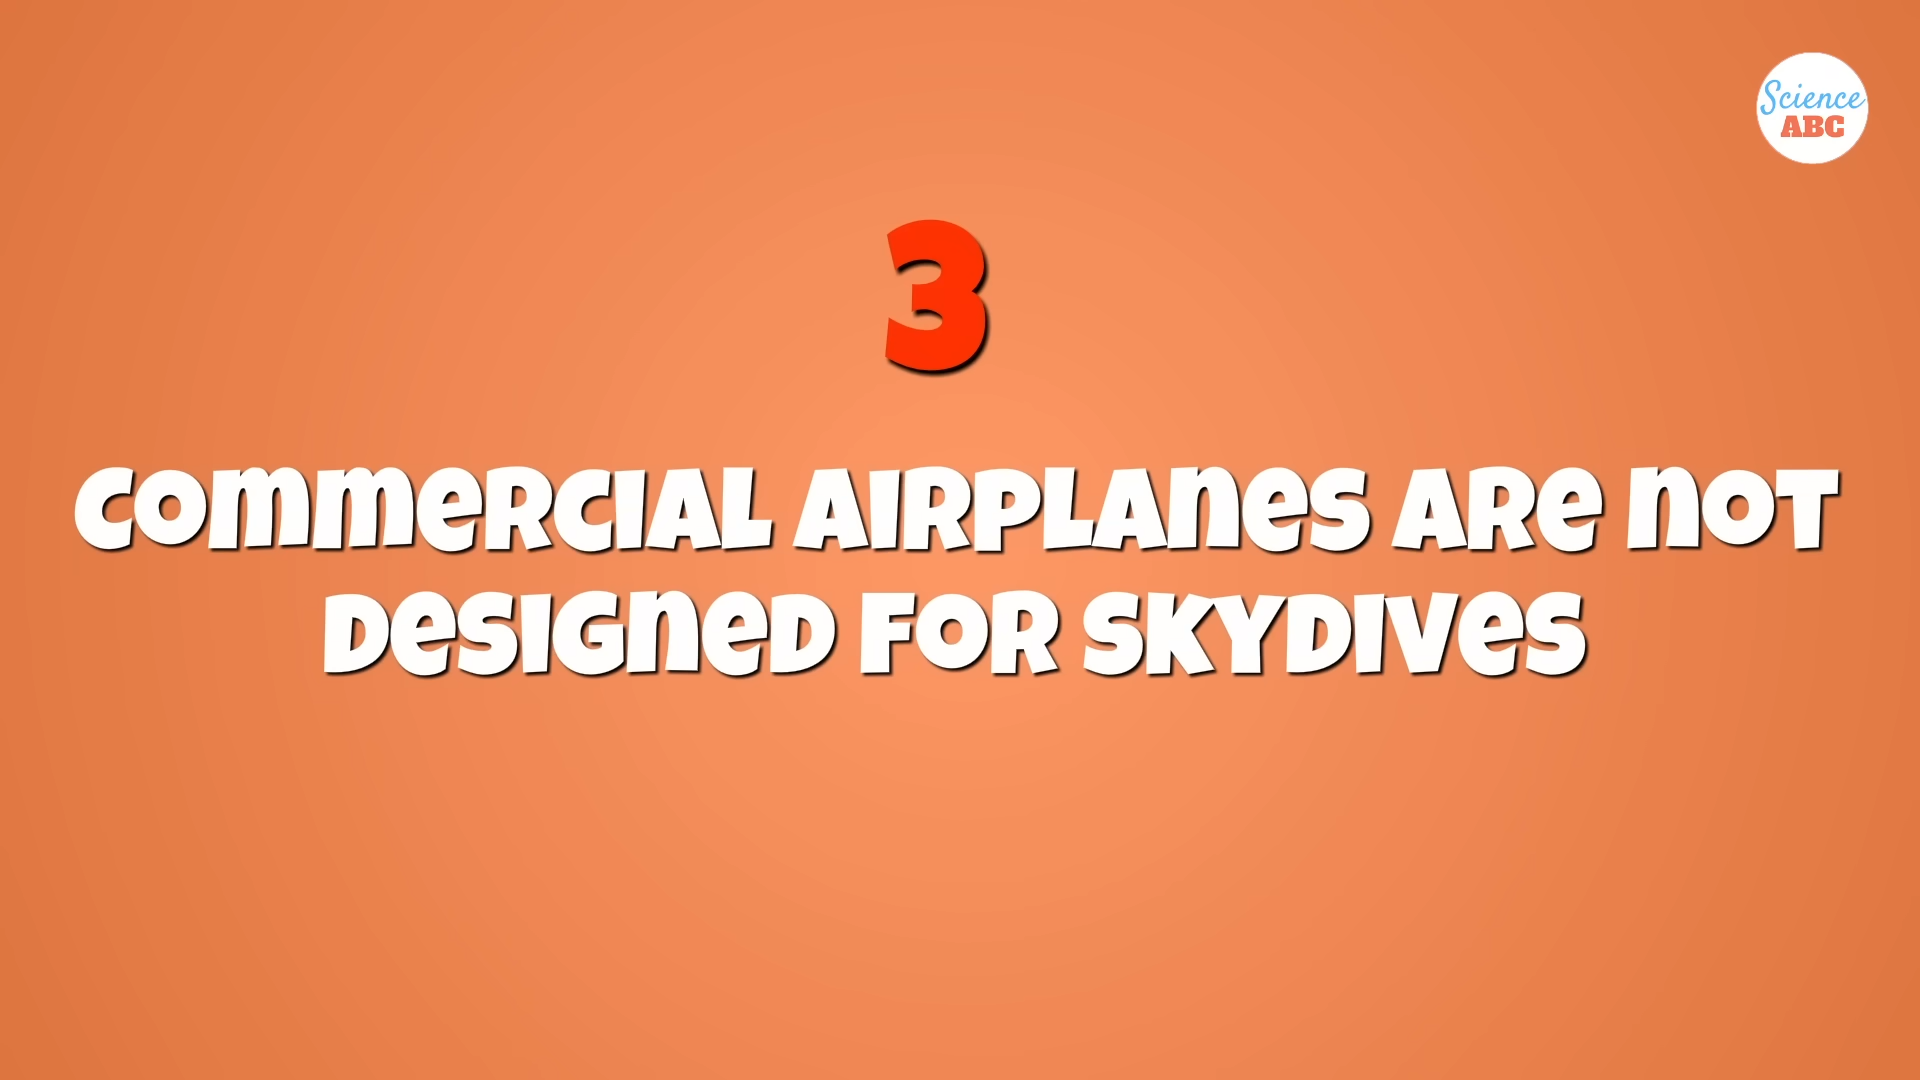 Science
ABC
3
COMMERCIAL AIRPLANES ARE NOT
DESIGNED FOR SKYDIVES